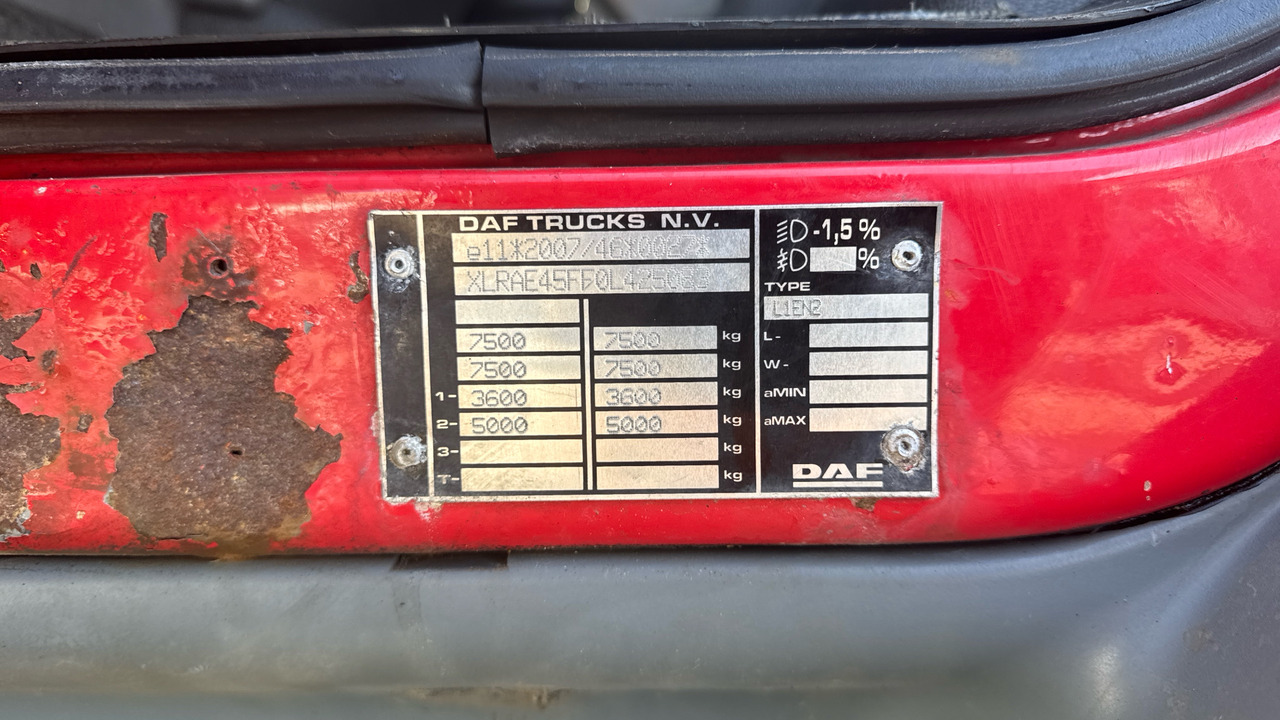 DAF TRUCKS N.V.
7500 7500 kg
7500 7500 kg
1- 3600 3600 kg
2- 5000 5000 kg
3- kg
T- kg
-1,5 %
%
TYPE
L1EN2
L-
W-
aMIN
aMAX
DAF